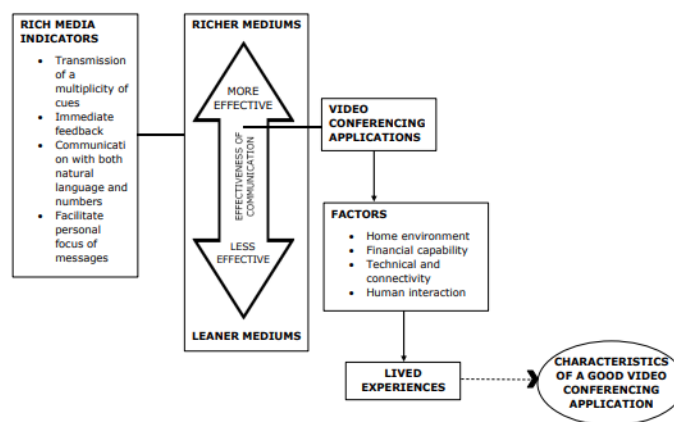 RICH MEDIA
INDICATORS
Transmission
of a
multiplicity of
cues
Immediate
feedback
Communicati
on with both
natural
language and
numbers
Facilitate
personal
focus of
messages
RICHER MEDIUMS
MORE
EFFECTIVE
EFFECTIVENESS OF
COMMUNICATION
LESS
EFFECTIVE
LEANER MEDIUMS
VIDEO
CONFERENCING
APPLICATIONS
FACTORS
Home environment
Financial capability
Technical and
connectivity
Human interaction
LIVED
EXPERIENCES
CHARACTERISTICS
OF A GOOD VIDEO
CONFERENCING
APPLICATION